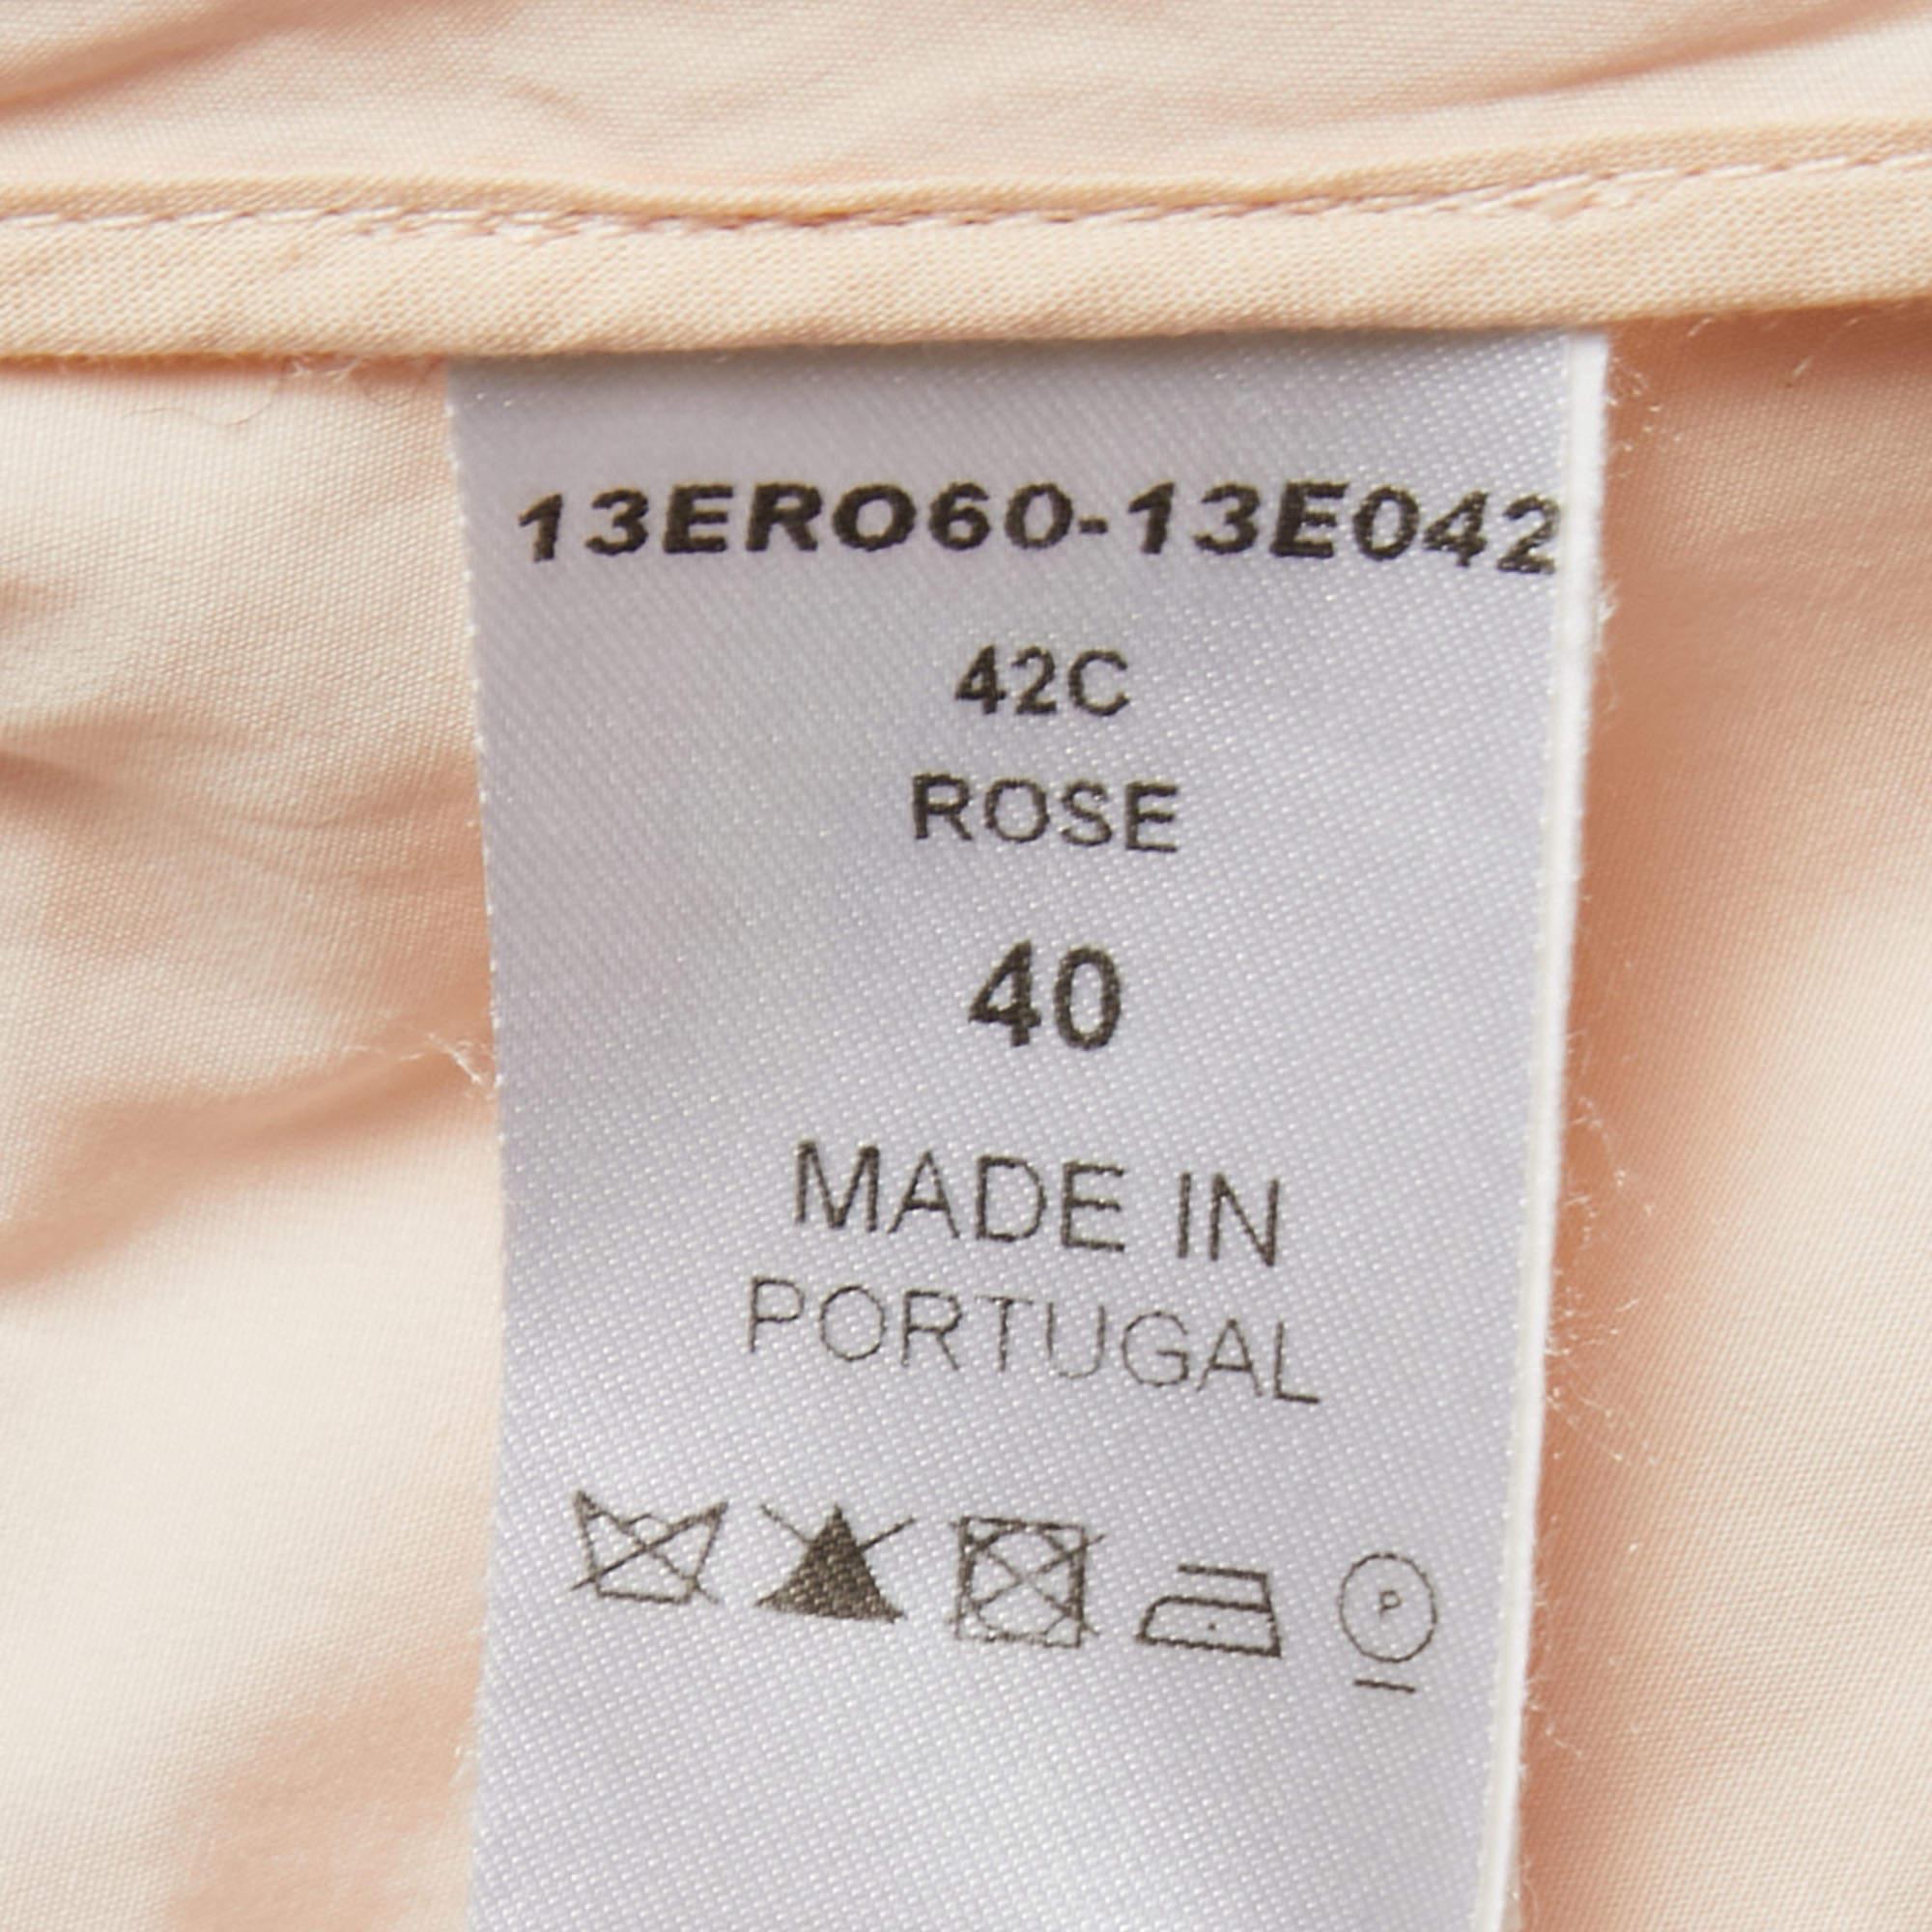 13ERO60-13E042
42C
ROSE
40
MADE IN
PORTUGAL
P